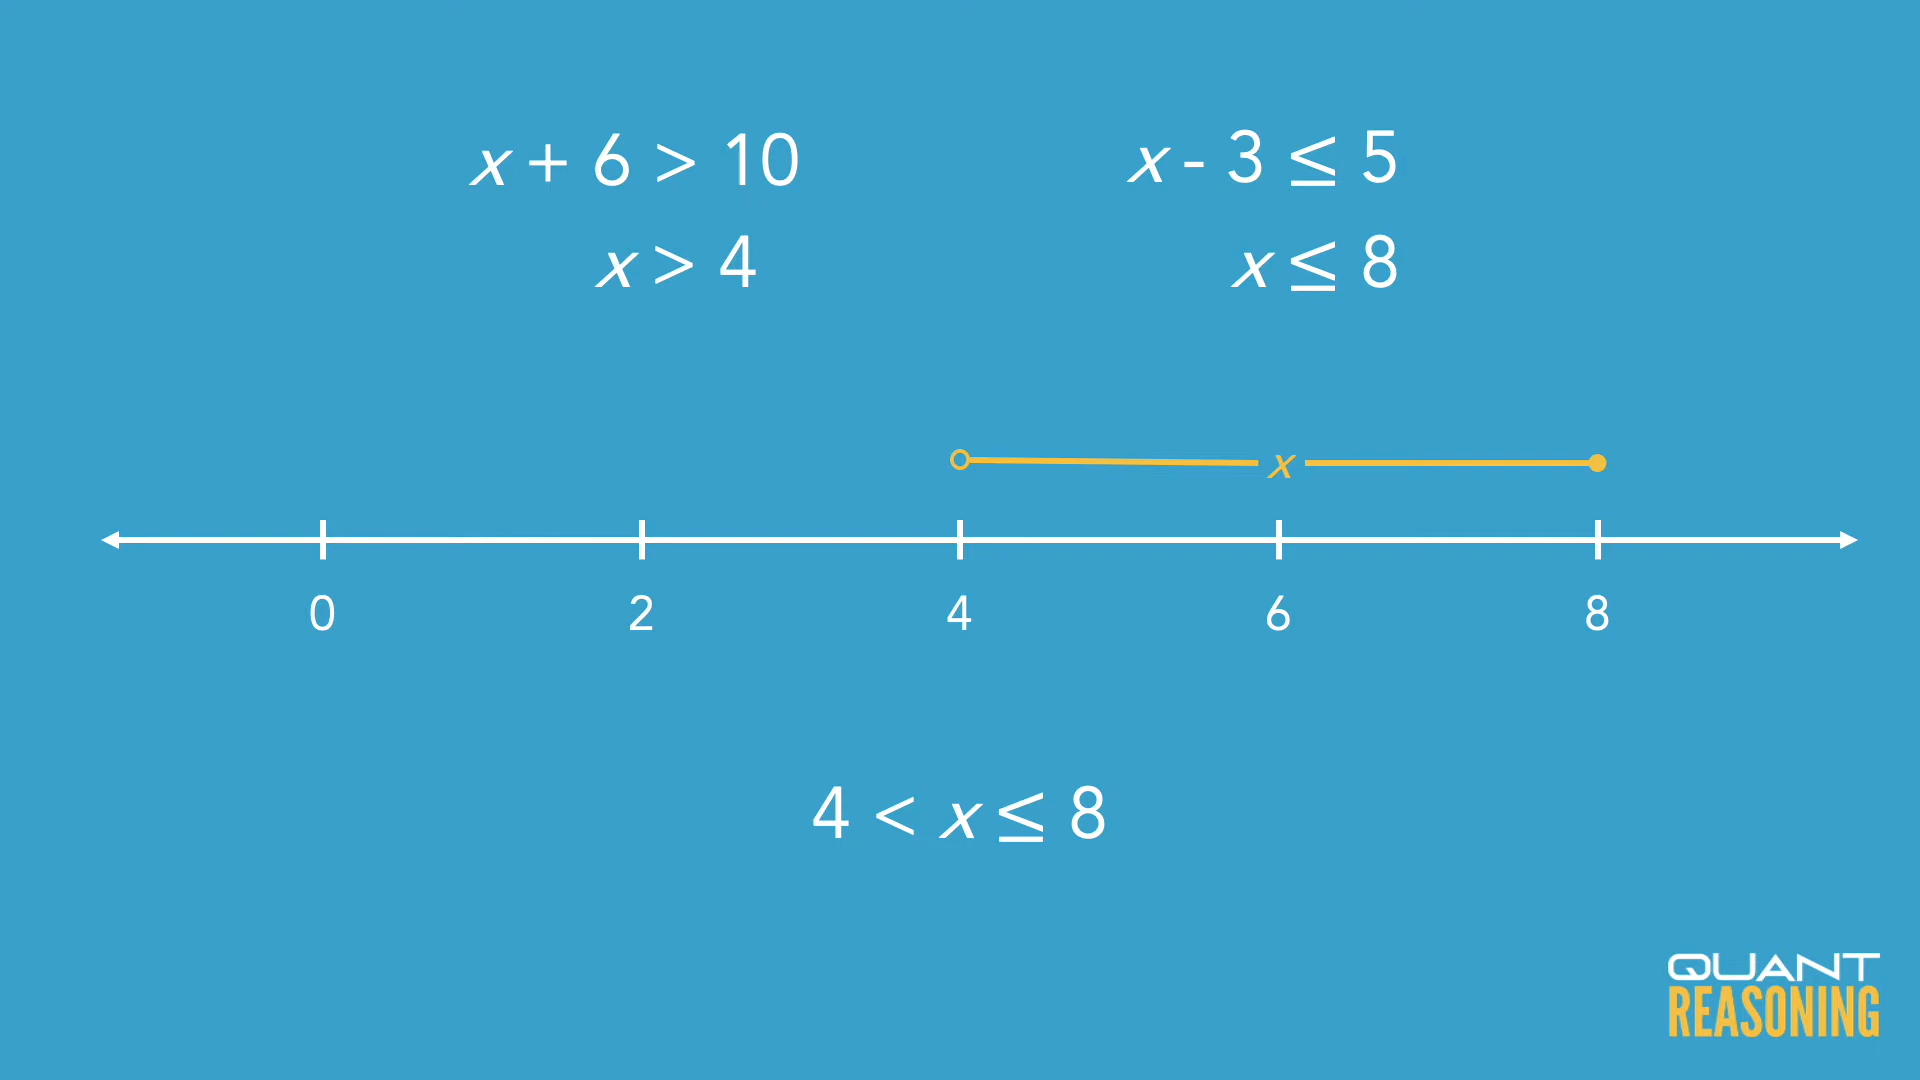 x + 6 > 10
x - 3 ≤ 5
x > 4
x ≤ 8
x
0 2 4 6 8
4 < x ≤ 8
QUANT
REASONING